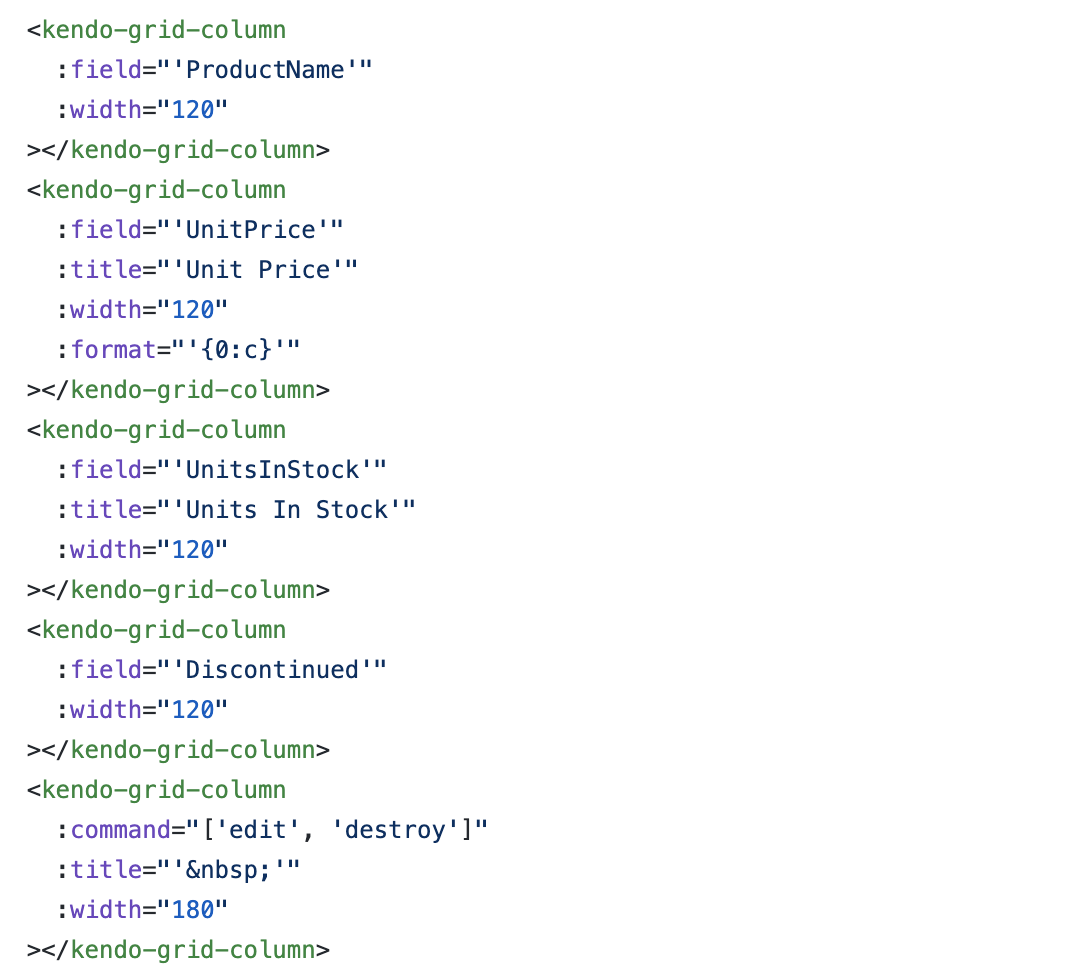 <kendo-grid-column
  :field="'ProductName'"
  :width="120"
></kendo-grid-column>
<kendo-grid-column
  :field="'UnitPrice'"
  :title="'Unit Price'"
  :width="120"
  :format="'{0:c}'"
></kendo-grid-column>
<kendo-grid-column
  :field="'UnitsInStock'"
  :title="'Units In Stock'"
  :width="120"
></kendo-grid-column>
<kendo-grid-column
  :field="'Discontinued'"
  :width="120"
></kendo-grid-column>
<kendo-grid-column
  :command="['edit', 'destroy']"
  :title="'&nbsp;'"
  :width="180"
></kendo-grid-column>